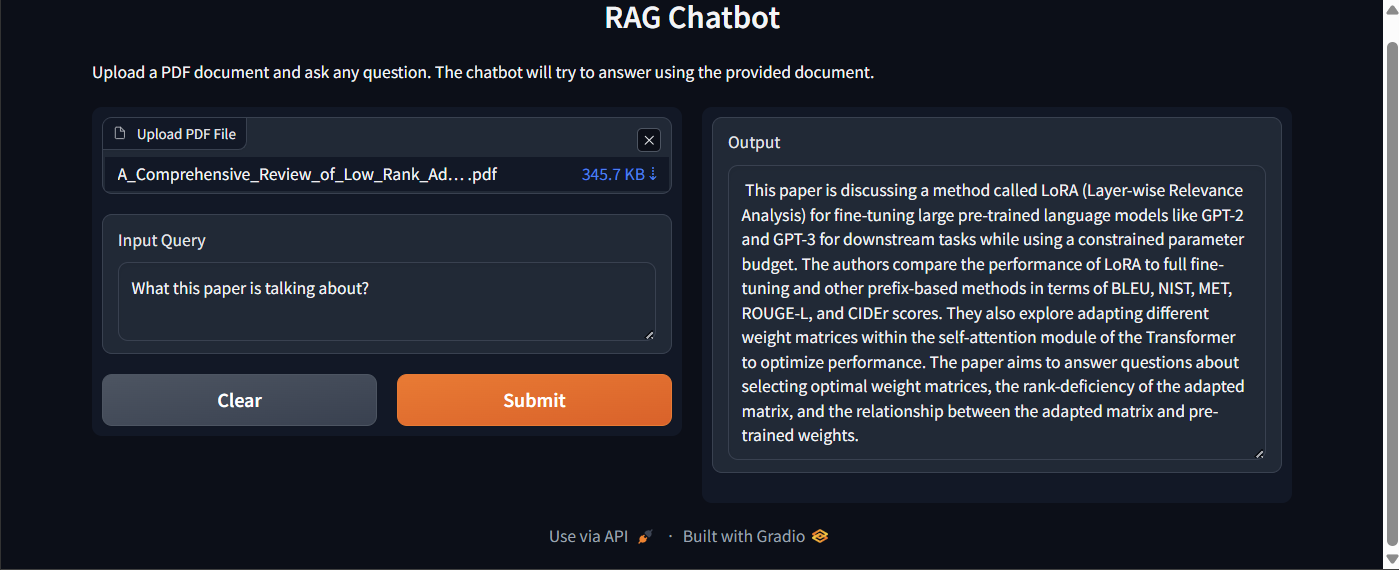 RAG Chatbot
Upload a PDF document and ask any question. The chatbot will try to answer using the provided document.
Upload PDF File
A_Comprehensive_Review_of_Low_Rank_Ad... .pdf
345.7 KB ⇣
Input Query
What this paper is talking about?
Clear
Submit
Output
This paper is discussing a method called LoRA (Layer-wise Relevance
Analysis) for fine-tuning large pre-trained language models like GPT-2
and GPT-3 for downstream tasks while using a constrained parameter
budget. The authors compare the performance of LoRA to full fine-
tuning and other prefix-based methods in terms of BLEU, NIST, MET,
ROUGE-L, and CIDEr scores. They also explore adapting different
weight matrices within the self-attention module of the Transformer
to optimize performance. The paper aims to answer questions about
selecting optimal weight matrices, the rank-deficiency of the adapted
matrix, and the relationship between the adapted matrix and pre-
trained weights.
Use via API · Built with Gradio